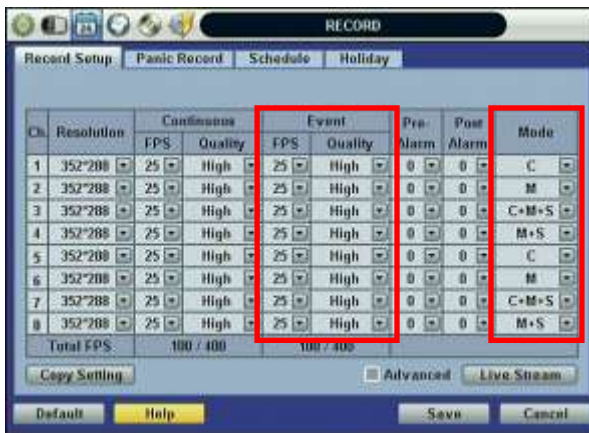 RECORD
Record Setup Panic Record Schedule Holiday
Ch. Resolution Continuous Event Pre-Alarm Post Alarm Mode
FPS Quality FPS Quality
1 352*288 25 High 25 High 0 0 C
2 352*288 25 High 25 High 0 0 M
3 352*288 25 High 25 High 0 0 C+M+S
4 352*288 25 High 25 High 0 0 M+S
5 352*288 25 High 25 High 0 0 C
6 352*288 25 High 25 High 0 0 M
7 352*288 25 High 25 High 0 0 C+M+S
8 352*288 25 High 25 High 0 0 M+S
Total FPS 100 / 400 100 / 400
Copy Setting Advanced Live Stream
Default Help Save Cancel